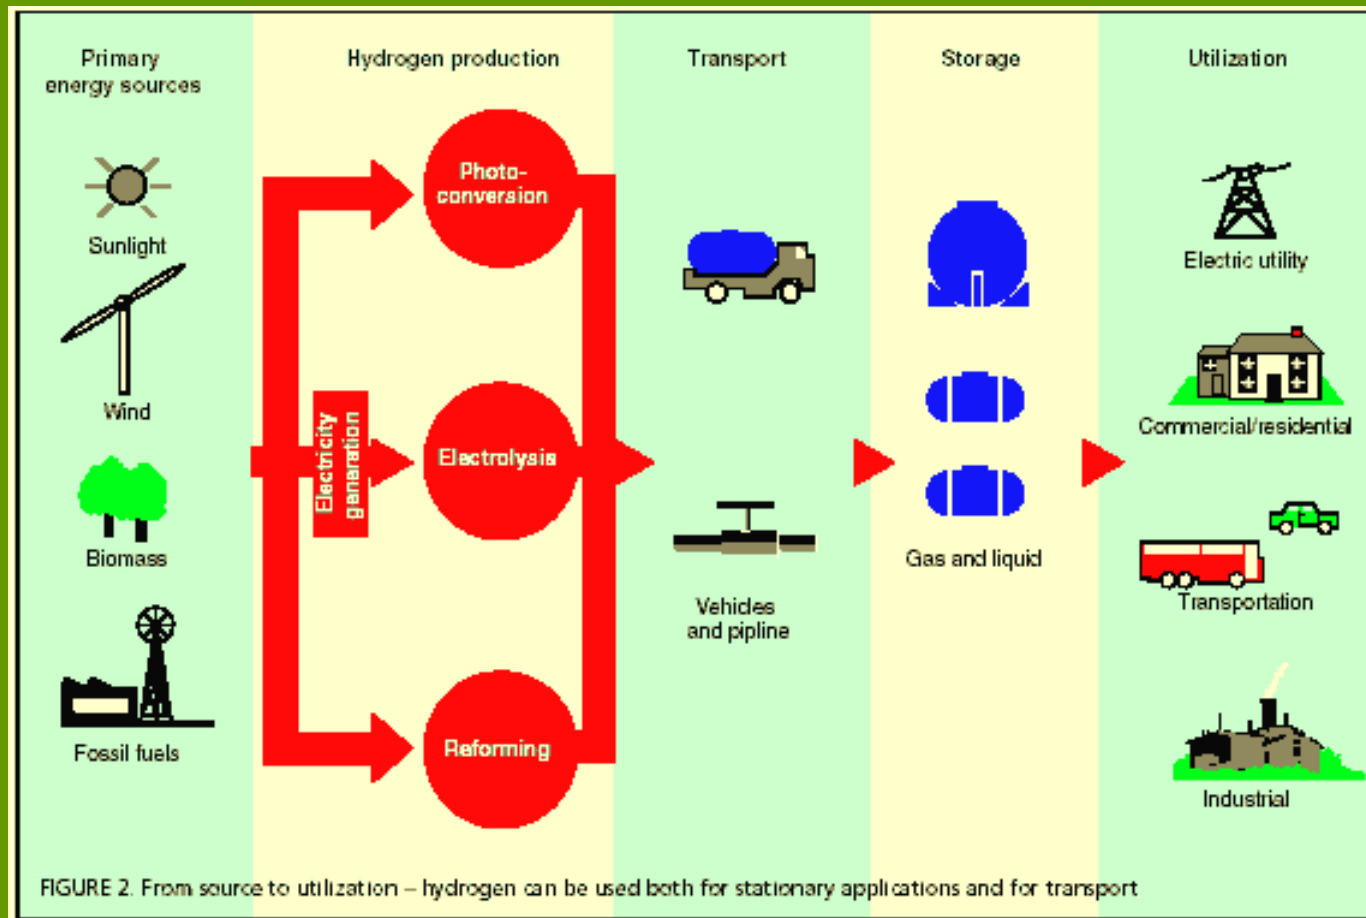 Primary
energy sources
Hydrogen production
Transport
Storage
Utilization
Sunlight
Wind
Biomass
Fossil fuels
Electricity
generation
Photo-
conversion
Electrolysis
Reforming
Vehicles
and pipline
Gas and liquid
Electric utility
Commercial/residential
Transportation
Industrial
FIGURE 2. From source to utilization – hydrogen can be used both for stationary applications and for transport